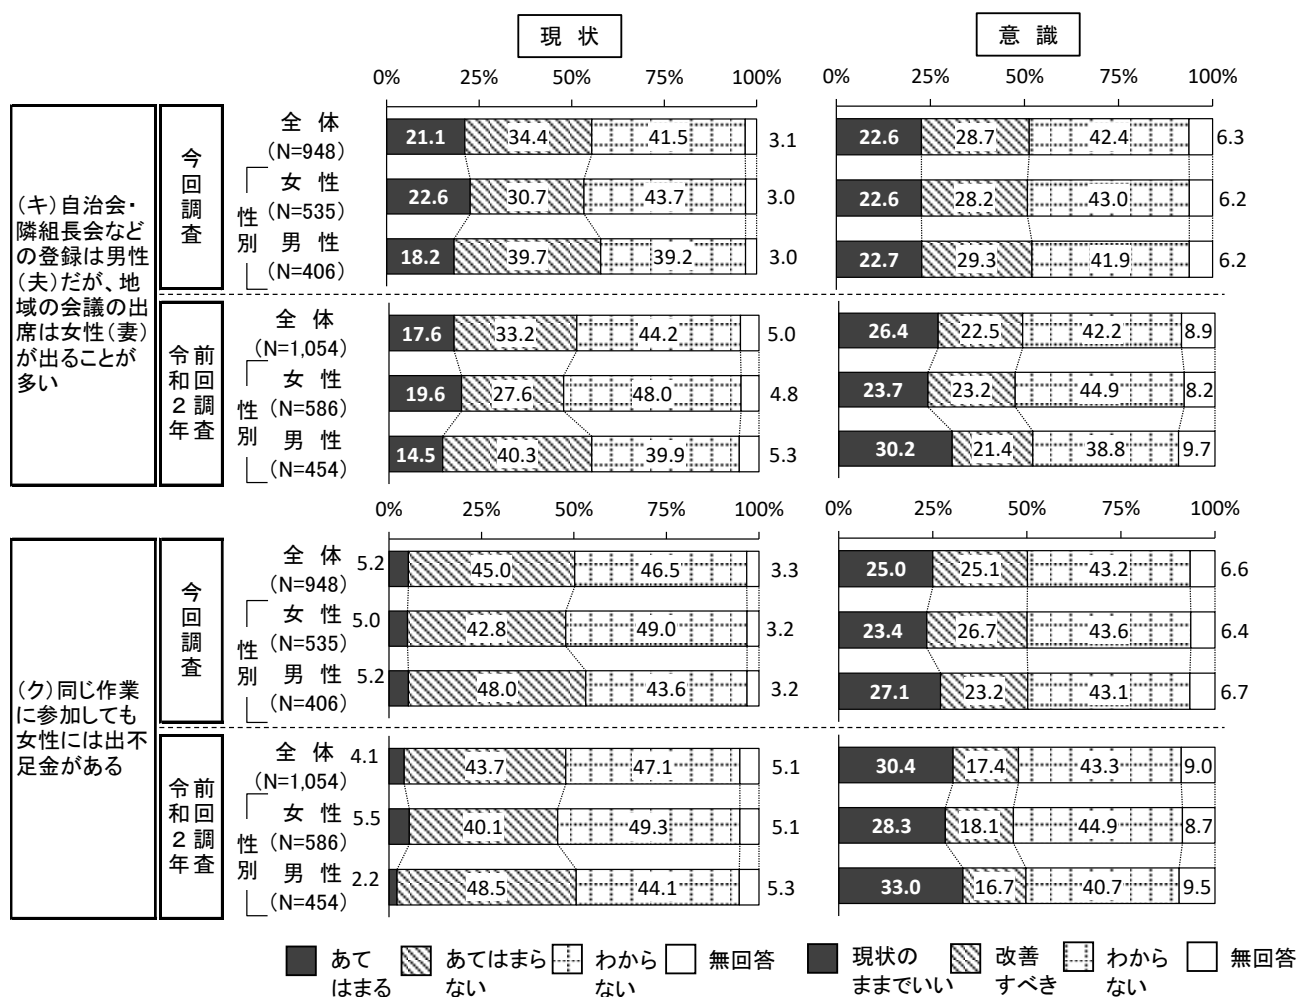 現 状
意 識
0% 25% 50% 75% 100%
0% 25% 50% 75% 100%
(キ)自治会・
隣組長会など
の登録は男性
(夫)だが、地
域の会議の出
席は女性(妻)
が出ることが
多い
今回調査
全 体
(N=948)
21.1 34.4 41.5 3.1
22.6 28.7 42.4 6.3
性別
女 性
(N=535)
22.6 30.7 43.7 3.0
22.6 28.2 43.0 6.2
男 性
(N=406)
18.2 39.7 39.2 3.0
22.7 29.3 41.9 6.2
前回調査
令和2年
全 体
(N=1,054)
17.6 33.2 44.2 5.0
26.4 22.5 42.2 8.9
性別
女 性
(N=586)
19.6 27.6 48.0 4.8
23.7 23.2 44.9 8.2
男 性
(N=454)
14.5 40.3 39.9 5.3
30.2 21.4 38.8 9.7
0% 25% 50% 75% 100%
0% 25% 50% 75% 100%
(ク)同じ作業
に参加しても
女性には出不
足金がある
今回調査
全 体
(N=948)
5.2 45.0 46.5 3.3
25.0 25.1 43.2 6.6
性別
女 性
(N=535)
5.0 42.8 49.0 3.2
23.4 26.7 43.6 6.4
男 性
(N=406)
5.2 48.0 43.6 3.2
27.1 23.2 43.1 6.7
前回調査
令和2年
全 体
(N=1,054)
4.1 43.7 47.1 5.1
30.4 17.4 43.3 9.0
性別
女 性
(N=586)
5.5 40.1 49.3 5.1
28.3 18.1 44.9 8.7
男 性
(N=454)
2.2 48.5 44.1 5.3
33.0 16.7 40.7 9.5
あて
はまる
あてはまら
ない
わから
ない
無回答
現状の
ままでいい
改善
すべき
わから
ない
無回答